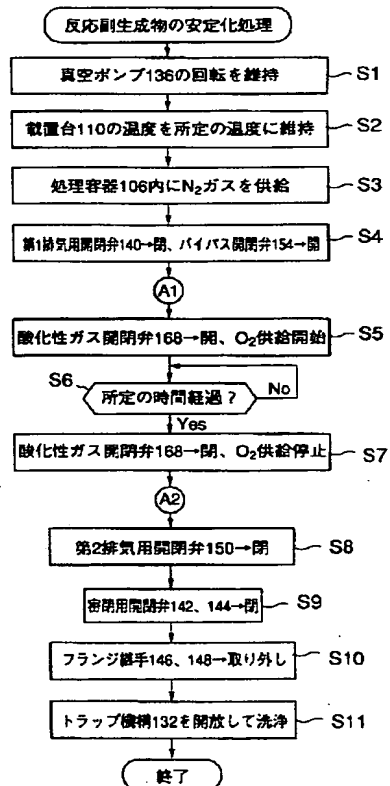 反応副生成物の安定化処理
真空ポンプ136の回転を維持
S1
載置台110の温度を所定の温度に維持
S2
処理容器106内にN₂ガスを供給
S3
第1排気用開閉弁140→閉、バイパス開閉弁154→開
S4
A1
酸化性ガス開閉弁168→開、O₂供給開始
S5
S6
所定の時間経過?
No
Yes
酸化性ガス開閉弁168→閉、O₂供給停止
S7
A2
第2排気用開閉弁150→閉
S8
密閉用開閉弁142、144→閉
S9
フランジ継手146、148→取り外し
S10
トラップ機構132を開放して洗浄
S11
終了